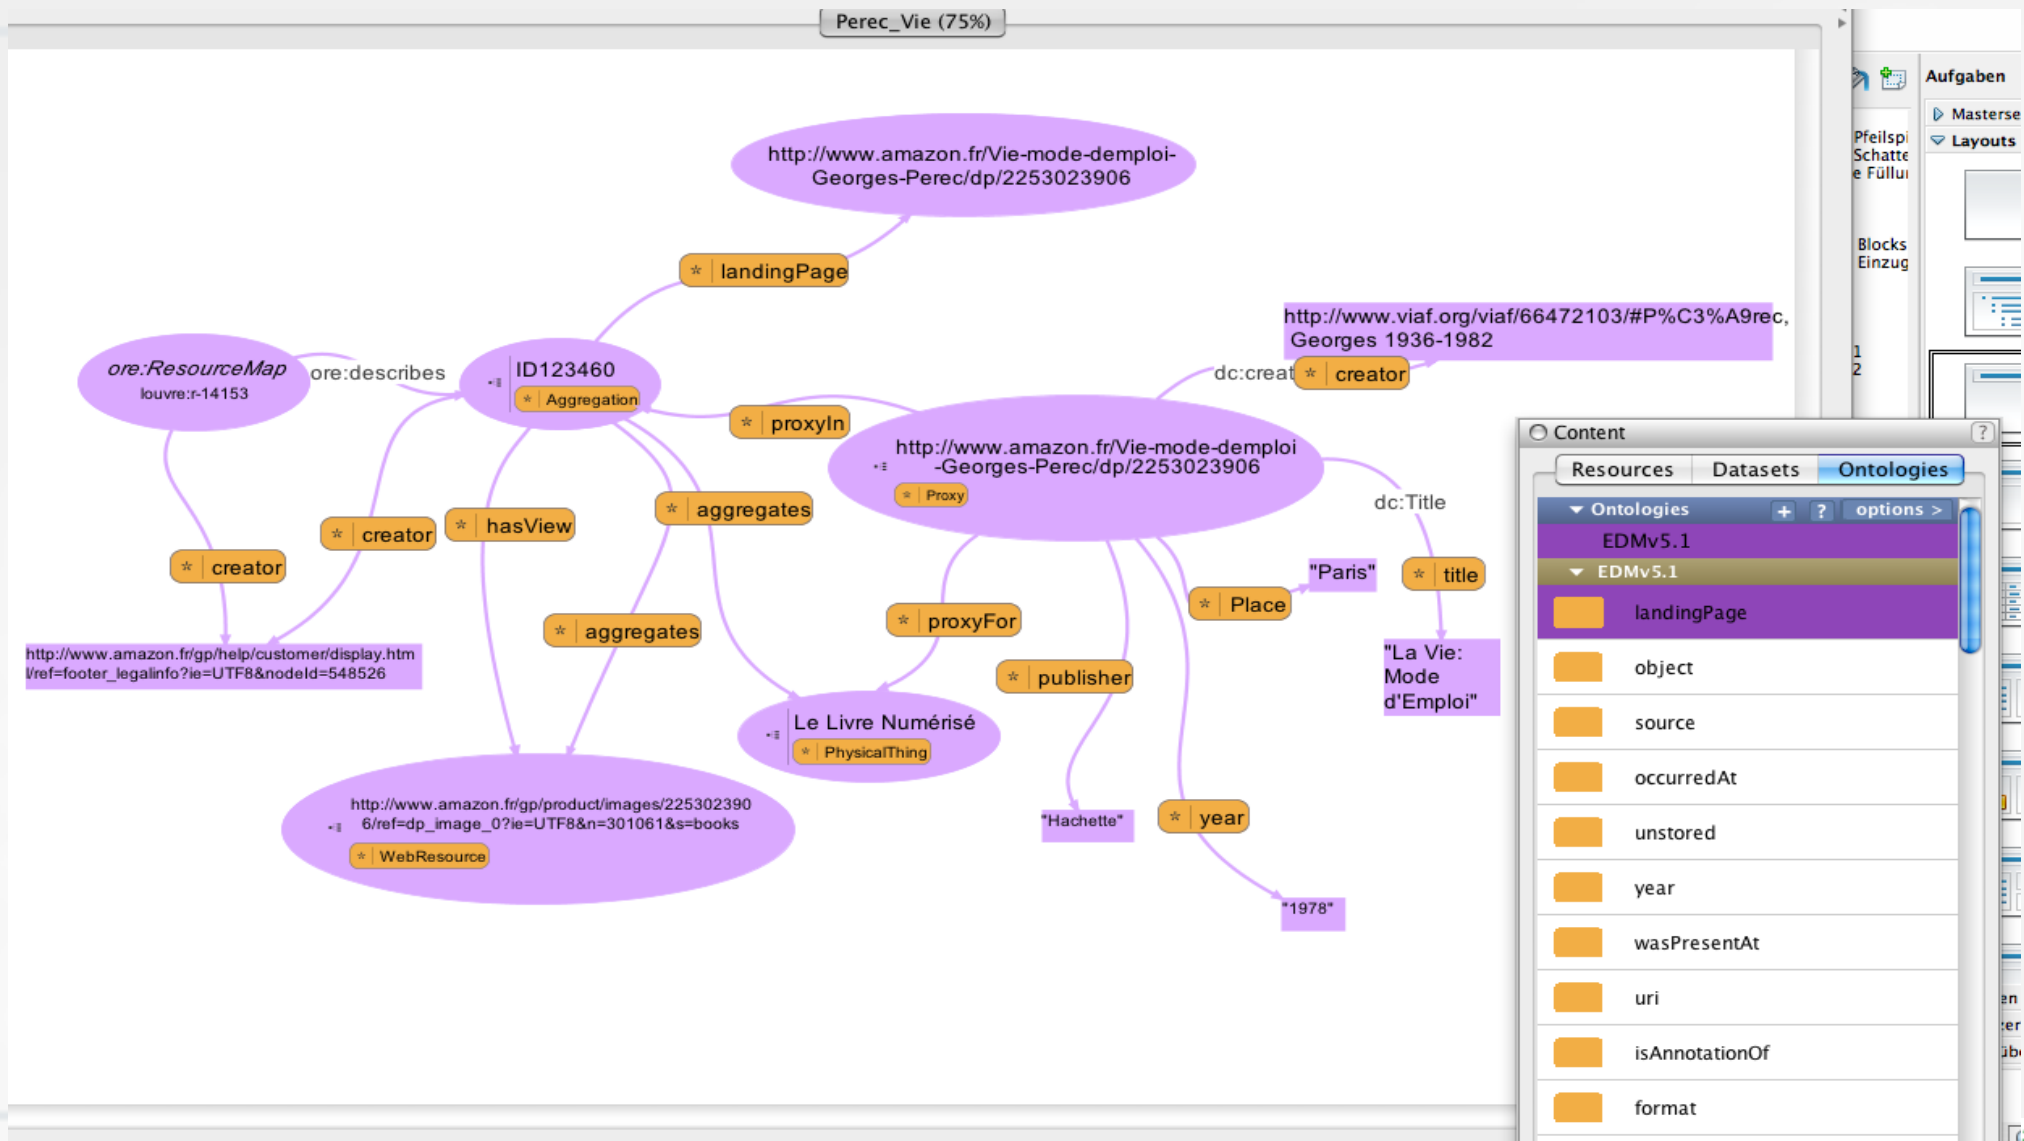 Perec_Vie (75%)
http://www.amazon.fr/Vie-mode-demploi-
Georges-Perec/dp/2253023906
landingPage
http://www.viaf.org/viaf/66472103/#P%C3%A9rec,
Georges 1936-1982
dc:creat
creator
ore:ResourceMap
louvre:r-14153
ore:describes
ID123460
Aggregation
proxyIn
http://www.amazon.fr/Vie-mode-demploi
-Georges-Perec/dp/2253023906
Proxy
dc:Title
creator
creator
hasView
aggregates
aggregates
proxyFor
publisher
Place
"Paris"
title
"La Vie:
Mode
d'Emploi"
http://www.amazon.fr/gp/help/customer/display.htm
l/ref=footer_legalinfo?ie=UTF8&nodeId=548526
Le Livre Numérisé
PhysicalThing
http://www.amazon.fr/gp/product/images/225302390
6/ref=dp_image_0?ie=UTF8&n=301061&s=books
WebResource
"Hachette"
year
"1978"
Aufgaben
Masterse
Layouts
Pfeilspi
Schatte
e Füllu
Blocks
Einzug
1
2
Content
?
Resources
Datasets
Ontologies
Ontologies
+ ? options >
EDMv5.1
EDMv5.1
landingPage
object
source
occurredAt
unstored
year
wasPresentAt
uri
isAnnotationOf
format
en
zer
übe